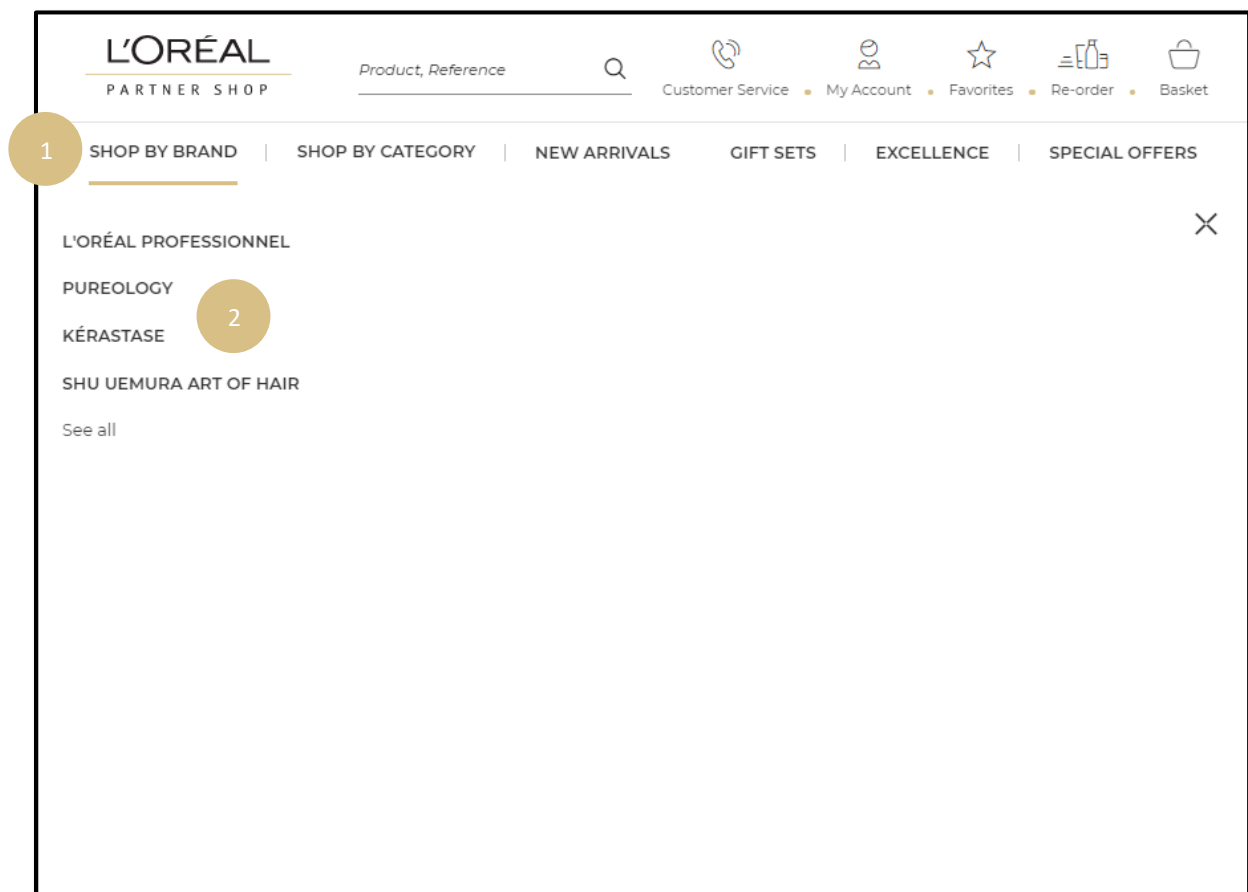 L'ORÉAL
PARTNER SHOP
Product, Reference
Customer Service
My Account
Favorites
Re-order
Basket
1
SHOP BY BRAND
SHOP BY CATEGORY
NEW ARRIVALS
GIFT SETS
EXCELLENCE
SPECIAL OFFERS
L'ORÉAL PROFESSIONNEL
PUREOLOGY
2
KÉRASTASE
SHU UEMURA ART OF HAIR
See all